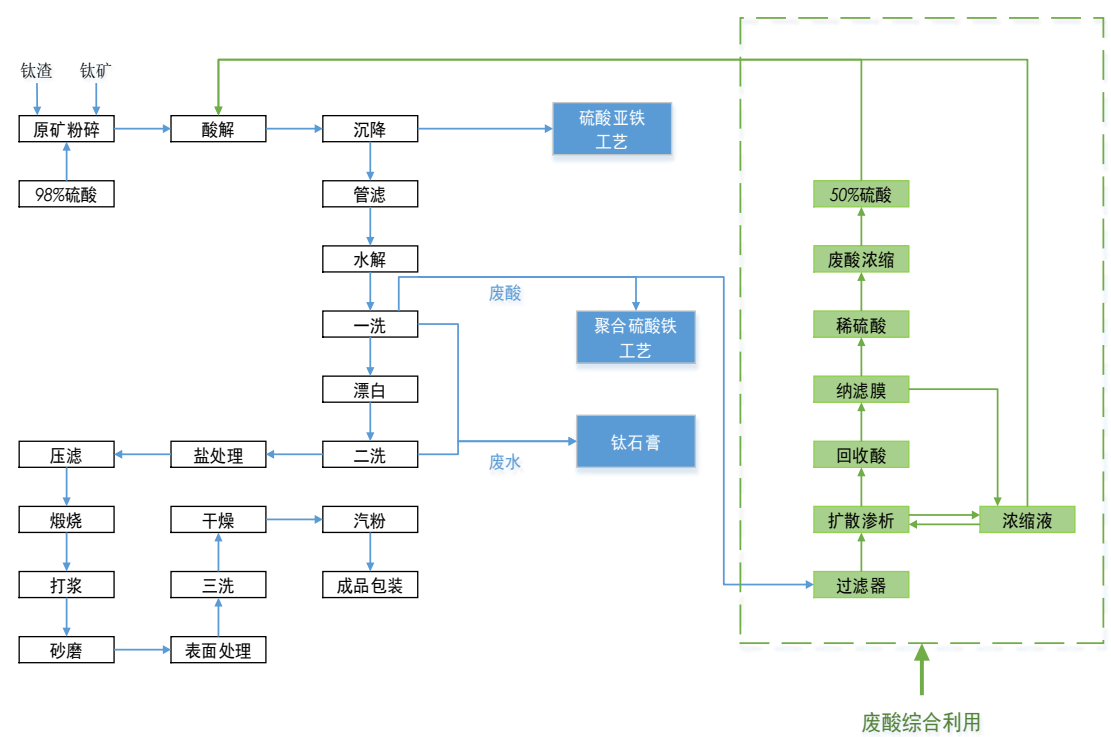 钛渣
钛矿
原矿粉碎
酸解
沉降
硫酸亚铁
工艺
98%硫酸
管滤
50%硫酸
水解
废酸浓缩
废酸
一洗
聚合硫酸铁
工艺
稀硫酸
漂白
纳滤膜
压滤
盐处理
二洗
废水
钛石膏
回收酸
煅烧
干燥
汽粉
扩散渗析
浓缩液
打浆
三洗
成品包装
过滤器
砂磨
表面处理
废酸综合利用